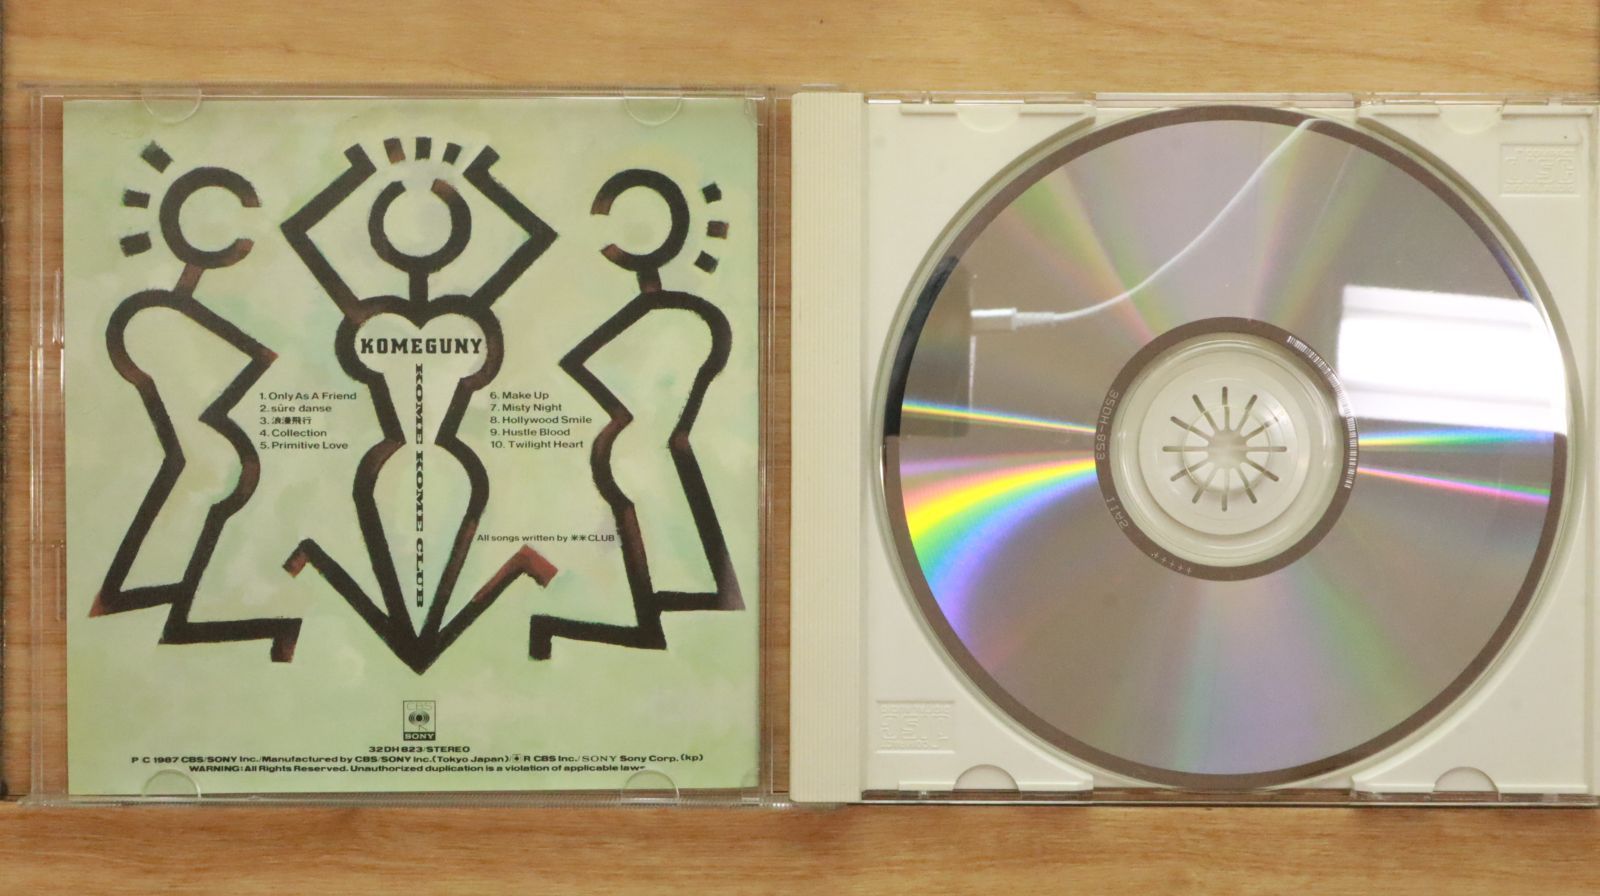 KOMEGUNY
KOME KOME CLUB
1. Only As A Friend
2. sûre danse
3. 浪漫飛行
4. Collection
5. Primitive Love
6. Make Up
7. Misty Night
8. Hollywood Smile
9. Hustle Blood
10. Twilight Heart
All songs written by 米米CLUB
CBS
SONY
32DH 823/STEREO
P C 1987 CBS/SONY Inc./Manufactured by CBS/SONY Inc.(Tokyo Japan)/ R CBS Inc./SONY Sony Corp.(kp)
WARNING: All Rights Reserved. Unauthorized duplication is a violation of applicable laws.